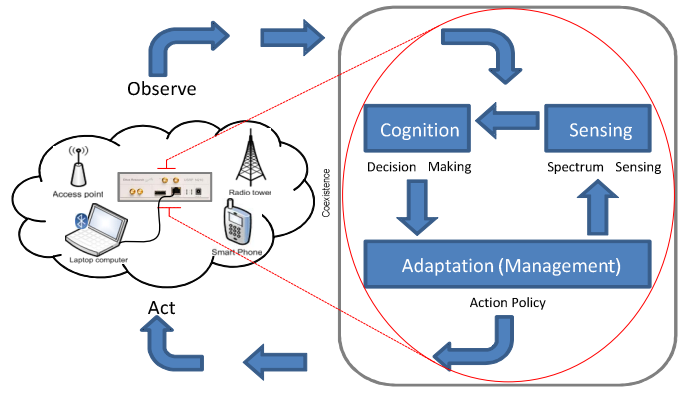 Observe
Cognition
Sensing
Decision Making
Spectrum Sensing
Access point
Radio tower
Coexistence
Laptop computer
Smart Phone
Adaptation (Management)
Action Policy
Act